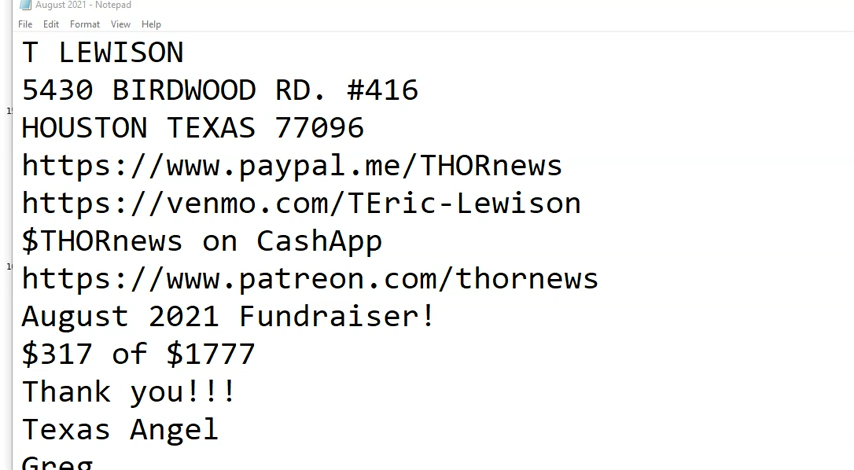 August 2021 - Notepad
File Edit Format View Help
T LEWISON
5430 BIRDWOOD RD. #416
HOUSTON TEXAS 77096
https://www.paypal.me/THORnews
https://venmo.com/TEric-Lewison
$THORnews on CashApp
https://www.patreon.com/thornews
August 2021 Fundraiser!
$317 of $1777
Thank you!!!
Texas Angel
Greg